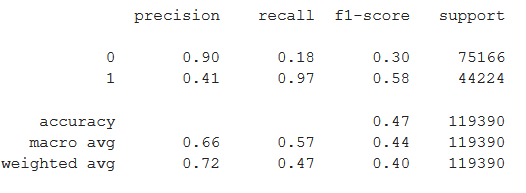 precision recall f1-score support
0 0.90 0.18 0.30 75166
1 0.41 0.97 0.58 44224
accuracy 0.47 119390
macro avg 0.66 0.57 0.44 119390
weighted avg 0.72 0.47 0.40 119390